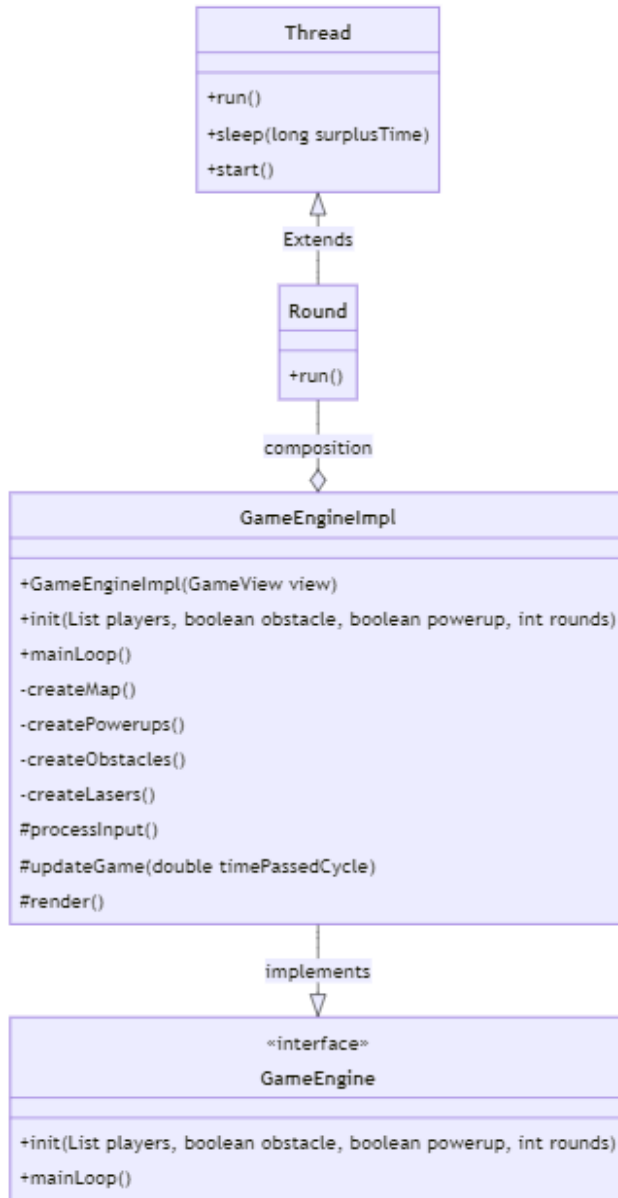 Thread
+run()
+sleep(long surplusTime)
+start()
Extends
Round
+run()
composition
GameEngineImpl
+GameEngineImpl(GameView view)
+init(List players, boolean obstacle, boolean powerup, int rounds)
+mainLoop()
-createMap()
-createPowerups()
-createObstacles()
-createLasers()
#processInput()
#updateGame(double timePassedCycle)
#render()
implements
«interface»
GameEngine
+init(List players, boolean obstacle, boolean powerup, int rounds)
+mainLoop()